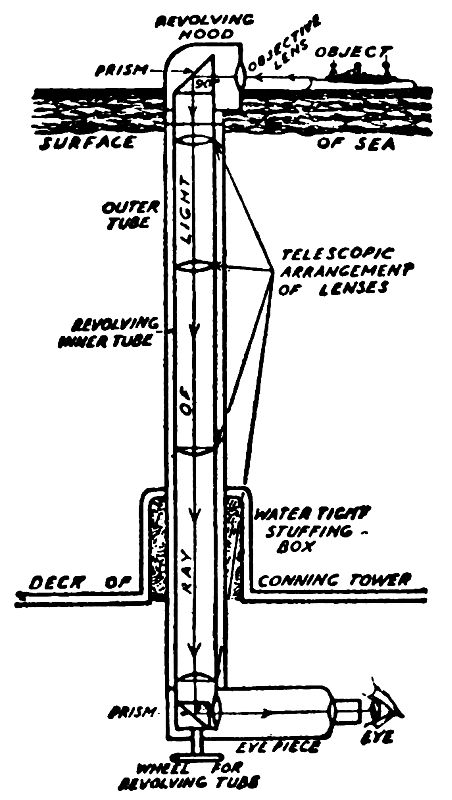 REVOLVING
HOOD
OBJECTIVE
LENS
OBJECT
PRISM
90°
SURFACE
OF SEA
OUTER
TUBE
LIGHT
TELESCOPIC
ARRANGEMENT
OF LENSES
REVOLVING
INNER TUBE
OF
RAY
WATER TIGHT
STUFFING-
BOX
DECK OF
CONNING TOWER
PRISM
EYE PIECE
EYE
WHEEL FOR
REVOLVING TUBE